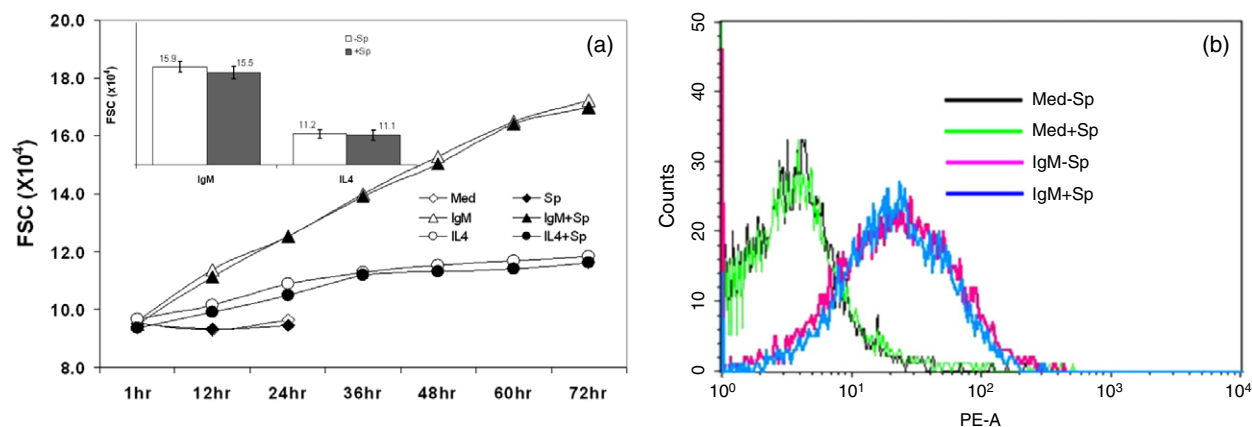 (a)
FSC (X10⁴)
20.0
18.0
16.0
14.0
12.0
10.0
8.0
1hr 12hr 24hr 36hr 48hr 60hr 72hr
FSC (x10⁴)
-Sp
+Sp
15.9 15.5
11.2 11.1
IgM IL4
Med Sp
IgM IgM+Sp
IL4 IL4+Sp
(b)
Counts
50
40
30
20
10
0
10⁰ 10¹ 10² 10³ 10⁴
PE-A
Med-Sp
Med+Sp
IgM-Sp
IgM+Sp